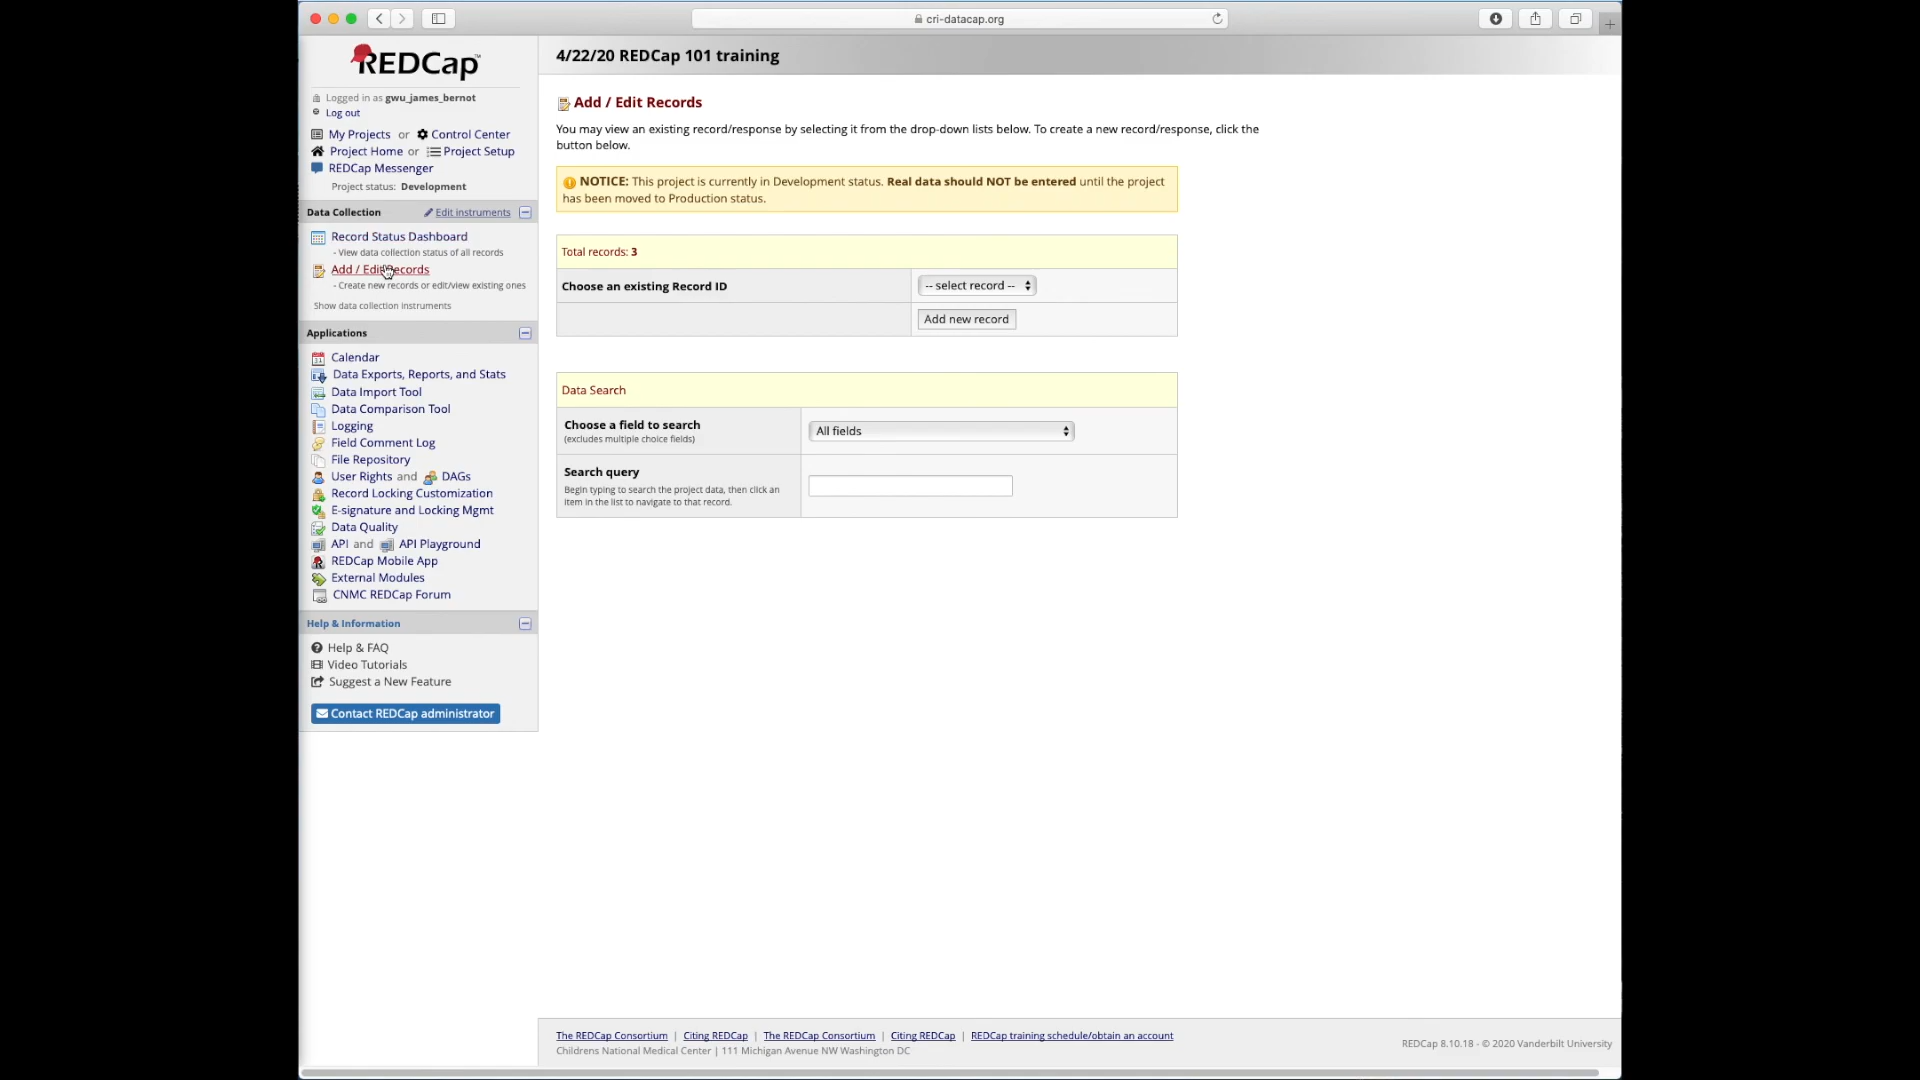 cri-datacap.org
REDCap
4/22/20 REDCap 101 training
Logged in as gwu_james_bernot
Log out
My Projects or Control Center
Project Home or Project Setup
REDCap Messenger
Project status: Development
Data Collection Edit instruments
Record Status Dashboard
- View data collection status of all records
Add / Edit Records
- Create new records or edit/view existing ones
Show data collection instruments
Applications
Calendar
Data Exports, Reports, and Stats
Data Import Tool
Data Comparison Tool
Logging
Field Comment Log
File Repository
User Rights and DAGs
Record Locking Customization
E-signature and Locking Mgmt
Data Quality
API and API Playground
REDCap Mobile App
External Modules
CNMC REDCap Forum
Help & Information
Help & FAQ
Video Tutorials
Suggest a New Feature
Contact REDCap administrator
Add / Edit Records
You may view an existing record/response by selecting it from the drop-down lists below. To create a new record/response, click the
button below.
NOTICE: This project is currently in Development status. Real data should NOT be entered until the project
has been moved to Production status.
Total records: 3
Choose an existing Record ID -- select record --
Add new record
Data Search
Choose a field to search All fields
(excludes multiple choice fields)
Search query
Begin typing to search the project data, then click an
item in the list to navigate to that record.
The REDCap Consortium | Citing REDCap | The REDCap Consortium | Citing REDCap | REDCap training schedule/obtain an account
Childrens National Medical Center | 111 Michigan Avenue NW Washington DC
REDCap 8.10.18 - © 2020 Vanderbilt University